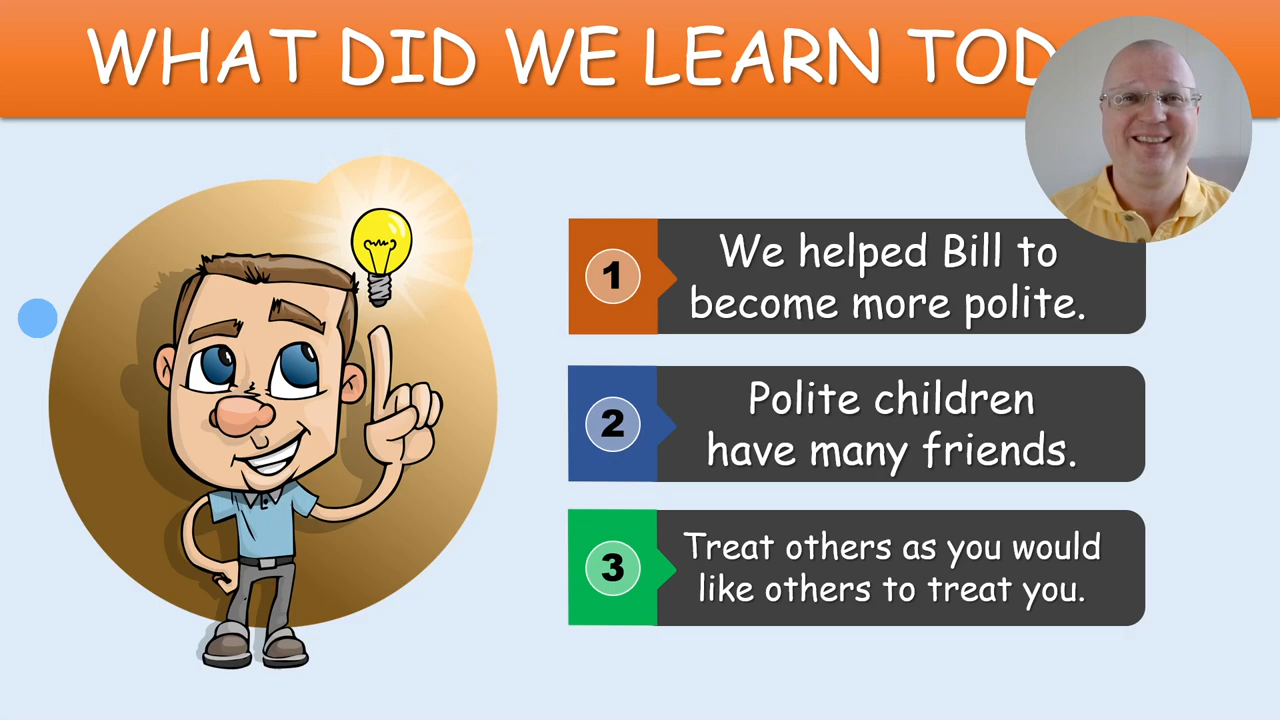 WHAT DID WE LEARN TOD
1
We helped Bill to
become more polite.
2
Polite children
have many friends.
3
Treat others as you would
like others to treat you.